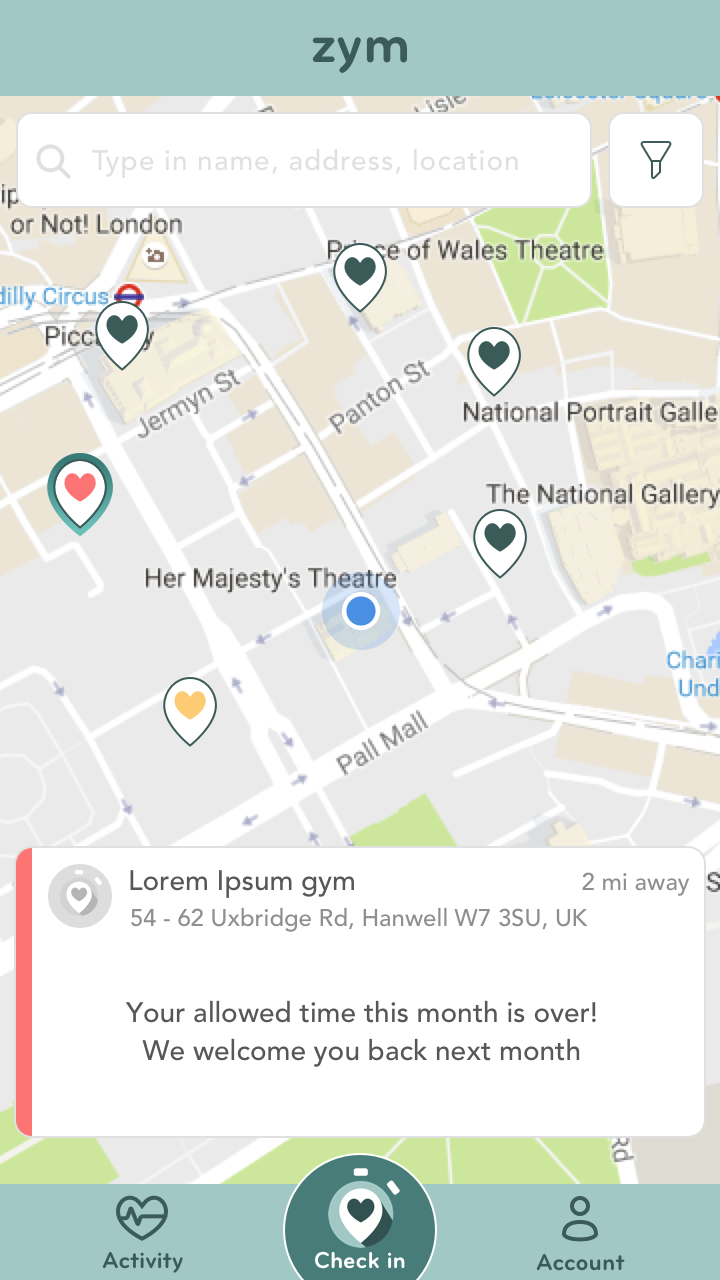 zym
Lisle
Type in name, address, location
or Not! London
Prince of Wales Theatre
dilly Circus
Jermyn St
Panton St
National Portrait Galle
The National Gallery
Her Majesty's Theatre
Chari
Und
Pall Mall
Lorem Ipsum gym
2 mi away
54 - 62 Uxbridge Rd, Hanwell W7 3SU, UK
Your allowed time this month is over!
We welcome you back next month
Rd
Activity
Check in
Account